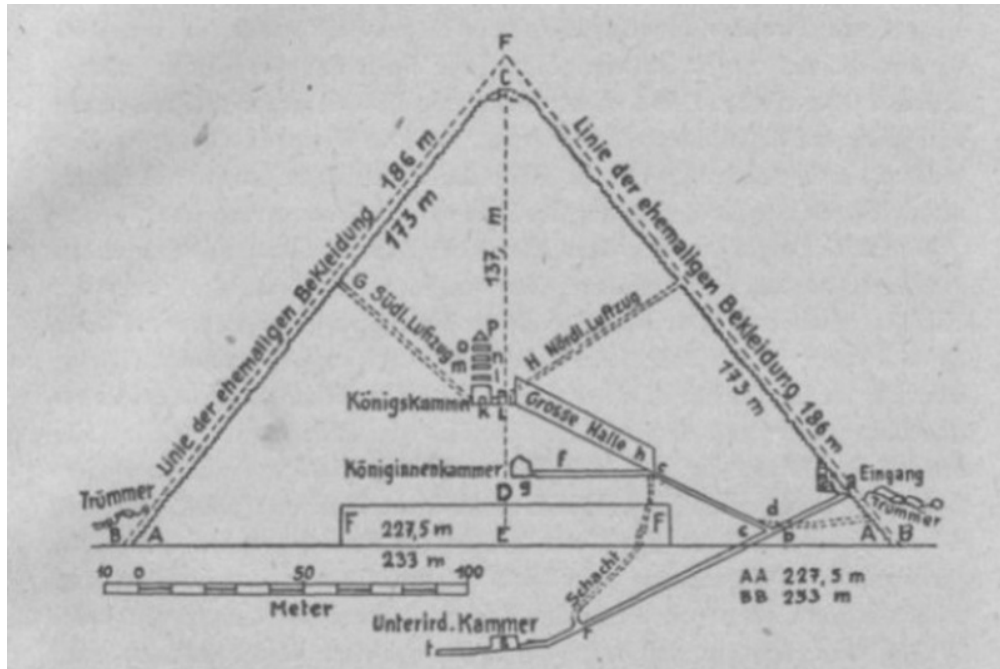 F
C
Linie der ehemaligen Bekleidung 186 m
173 m
Linie der ehemalligen Bekleidung 186 m
173 m
137 m
G Südl. Luftzug
H Nördl. Luftzug
P
o
m
n
Königskammer
K L
Grosse Halle h
Königinnenkammer
g
f
e
D
Trümmer
B A
F
227,5 m
F
E
233 m
Eingang
a
Trümmer
d
c
b
A B
10 0 50 100
Meter
Schacht
AA 227,5 m
BB 233 m
Unterird. Kammer
r
t
s